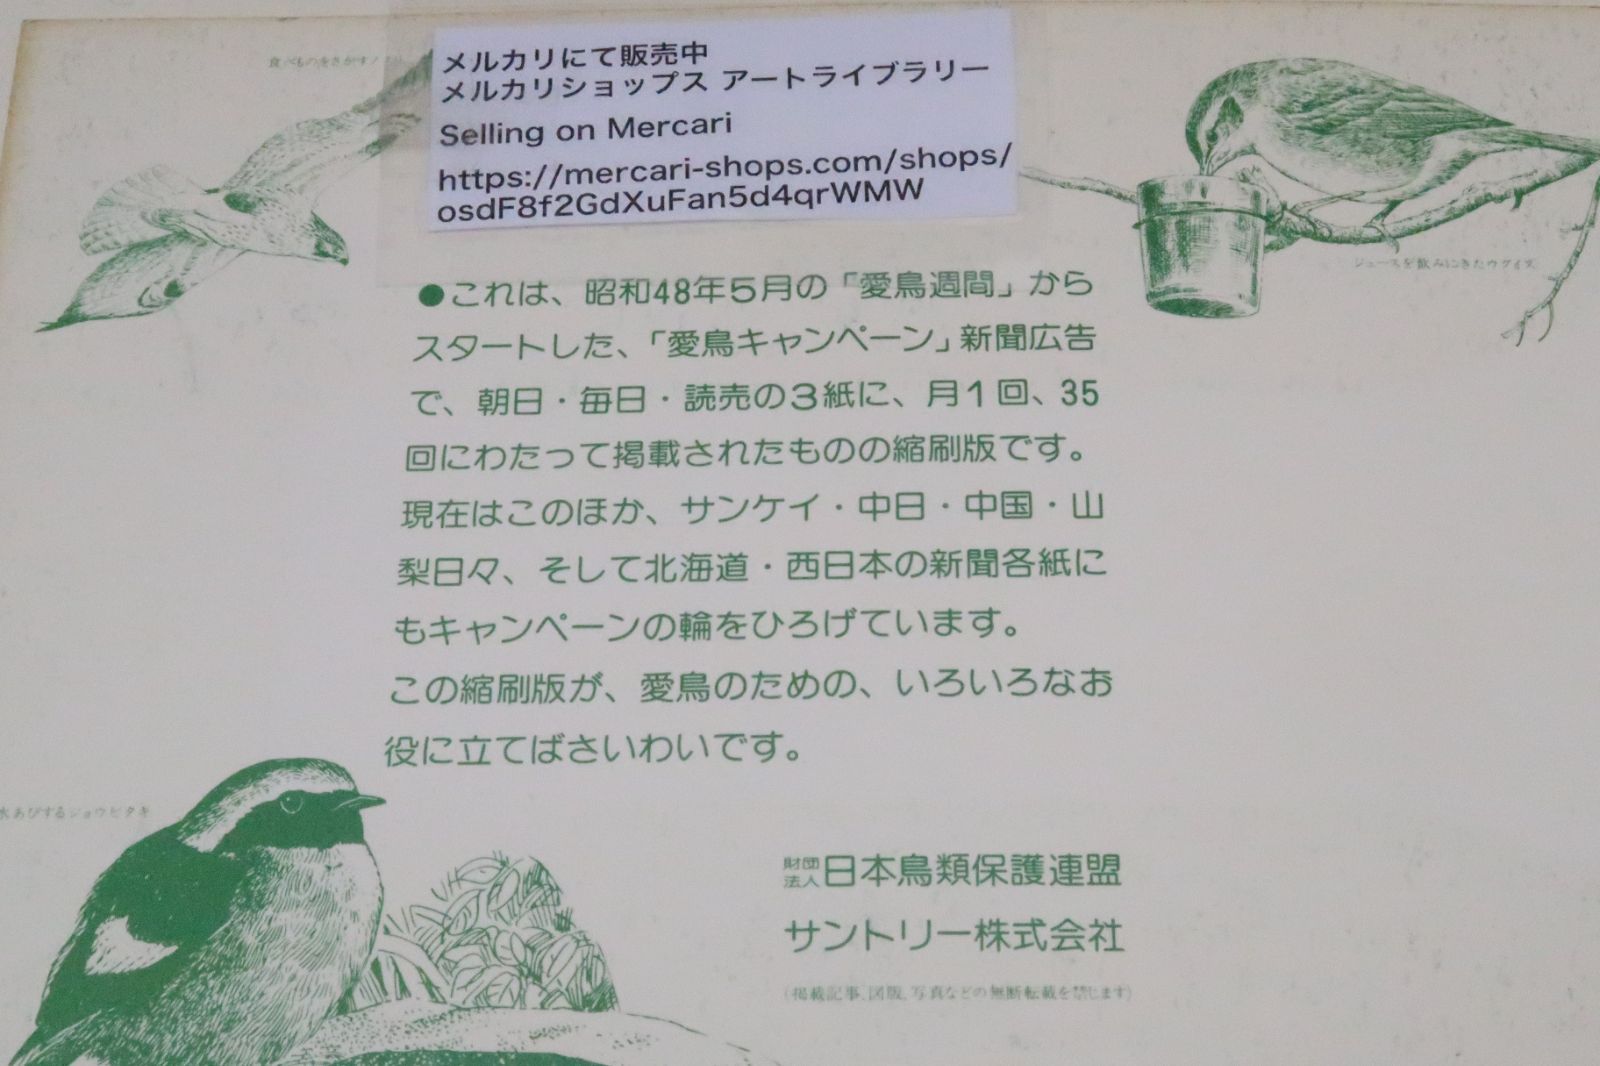 食べものをさがす
メルカリにて販売中
メルカリショップス アートライブラリー
Selling on Mercari
https://mercari-shops.com/shops/
osdF8f2GdXuFan5d4qrWMW
ジュースを飲みにきたウグイス
●これは、昭和48年5月の「愛鳥週間」から
スタートした、「愛鳥キャンペーン」新聞広告
で、朝日・毎日・読売の3紙に、月1回、35
回にわたって掲載されたものの縮刷版です。
現在はこのほか、サンケイ・中日・中国・山
梨日々、そして北海道・西日本の新聞各紙に
もキャンペーンの輪をひろげています。
この縮刷版が、愛鳥のための、いろいろなお
役に立てばさいわいです。
水あびするジョウビタキ
財団法人日本鳥類保護連盟
サントリー株式会社
(掲載記事、図版、写真などの無断転載を禁じます)